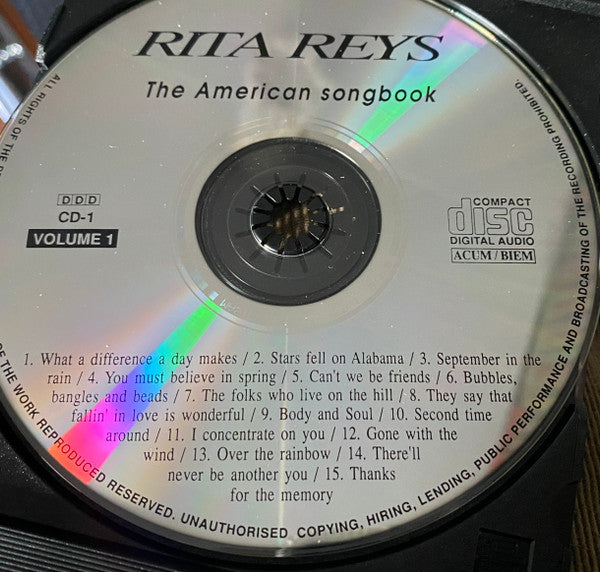 RITA REYS
The American songbook
DDD
CD-1
VOLUME 1
COMPACT
disc
DIGITAL AUDIO
ACUM / BIEM
1. What a difference a day makes / 2. Stars fell on Alabama / 3. September in the
rain / 4. You must believe in spring / 5. Can't we be friends / 6. Bubbles,
bangles and beads / 7. The folks who live on the hill / 8. They say that
fallin' in love is wonderful / 9. Body and Soul / 10. Second time
around / 11. I concentrate on you / 12. Gone with the
wind / 13. Over the rainbow / 14. There'll
never be another you / 15. Thanks
for the memory
ALL RIGHTS OF THE
OF THE WORK REPRODUCED RESERVED. UNAUTHORISED COPYING, HIRING, LENDING, PUBLIC PERFORMANCE AND BROADCASTING OF THE RECORDING PROHIBITED.